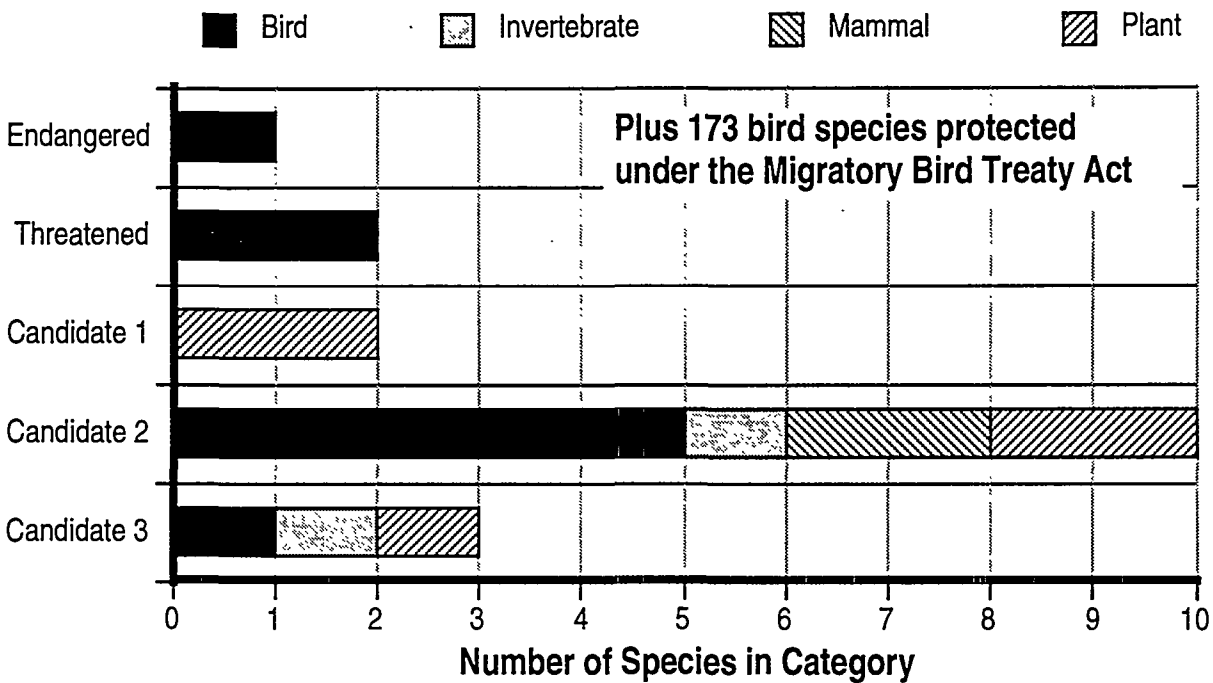 Bird Invertebrate Mammal Plant
Plus 173 bird species protected
under the Migratory Bird Treaty Act
Endangered
Threatened
Candidate 1
Candidate 2
Candidate 3
0 1 2 3 4 5 6 7 8 9 10
Number of Species in Category